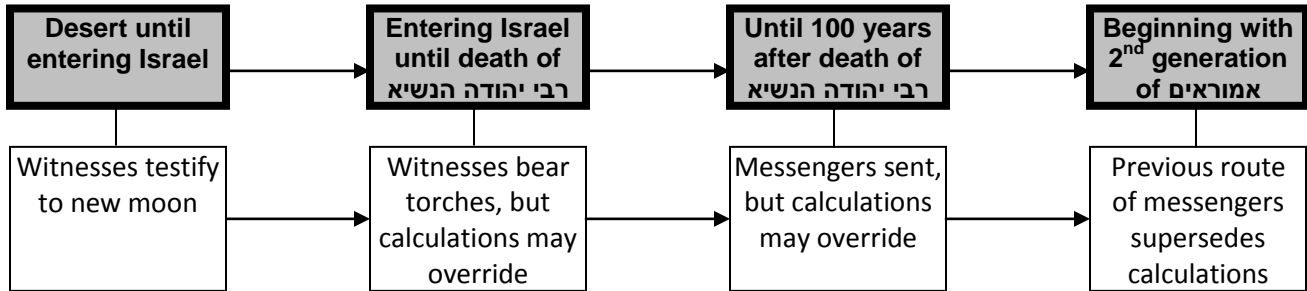 Desert until
entering Israel
Entering Israel
until death of
רבי יהודה הנשיא
Until 100 years
after death of
רבי יהודה הנשיא
Beginning with
2nd generation
of אמוראים
Witnesses testify
to new moon
Witnesses bear
torches, but
calculations may
override
Messengers sent,
but calculations
may override
Previous route
of messengers
supersedes
calculations